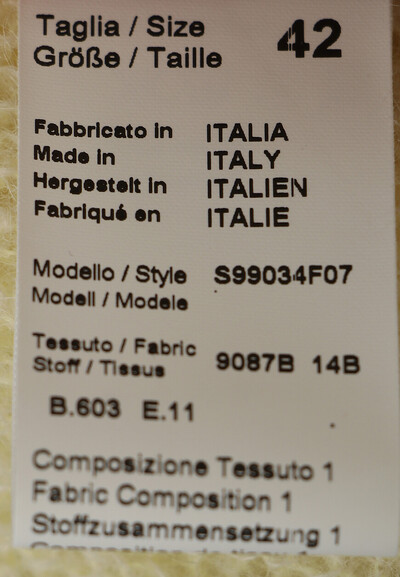 Taglia / Size 42
Größe / Taille
Fabbricato in ITALIA
Made in ITALY
Hergestelt in ITALIEN
Fabriqué en ITALIE
Modello / Style S99034F07
Modell / Modele
Tessuto / Fabric
Stoff / Tissus 9087B 14B
B.603 E.11
Composizione Tessuto 1
Fabric Composition 1
Stoffzusammensetzung 1